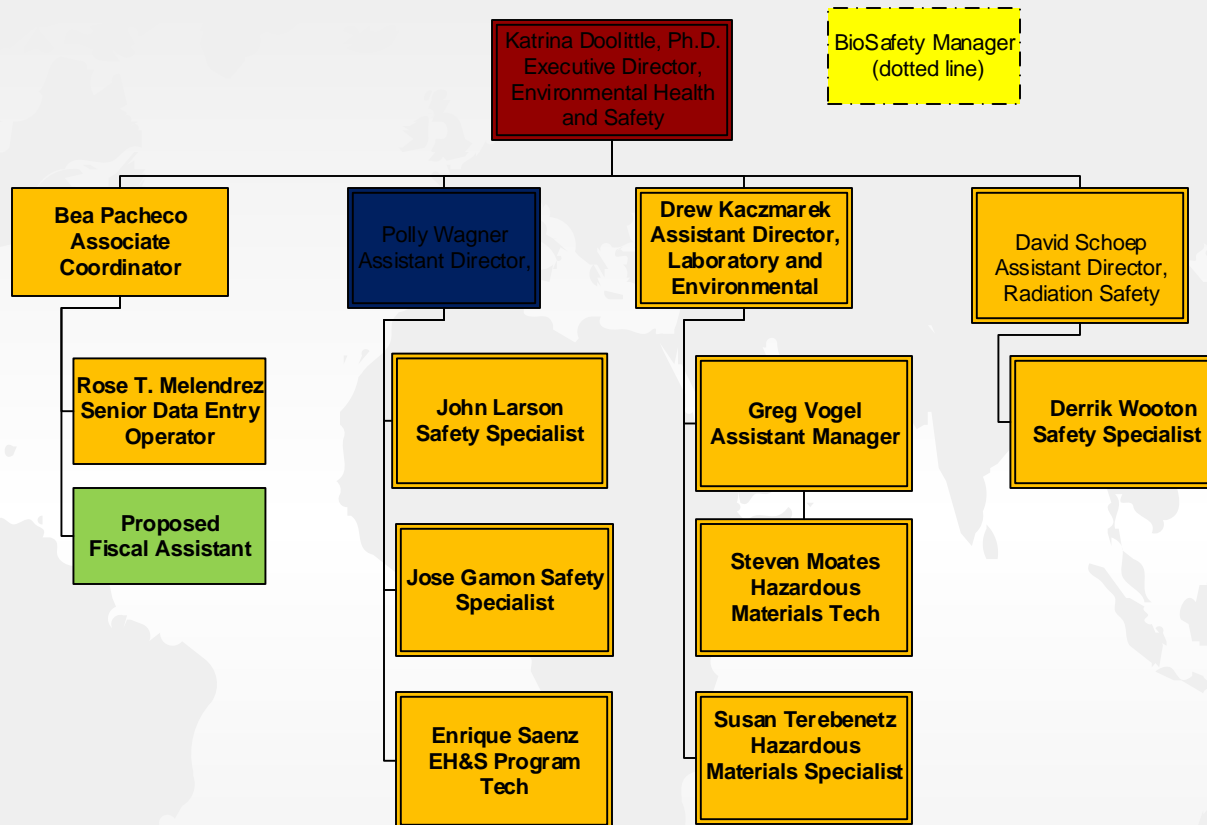 Katrina Doolittle, Ph.D.
Executive Director,
Environmental Health
and Safety
BioSafety Manager
(dotted line)
Bea Pacheco
Associate
Coordinator
Polly Wagner
Assistant Director,
Drew Kaczmarek
Assistant Director,
Laboratory and
Environmental
David Schoep
Assistant Director,
Radiation Safety
Rose T. Melendrez
Senior Data Entry
Operator
John Larson
Safety Specialist
Greg Vogel
Assistant Manager
Derrik Wooton
Safety Specialist
Proposed
Fiscal Assistant
Jose Gamon Safety
Specialist
Steven Moates
Hazardous
Materials Tech
Enrique Saenz
EH&S Program
Tech
Susan Terebenetz
Hazardous
Materials Specialist